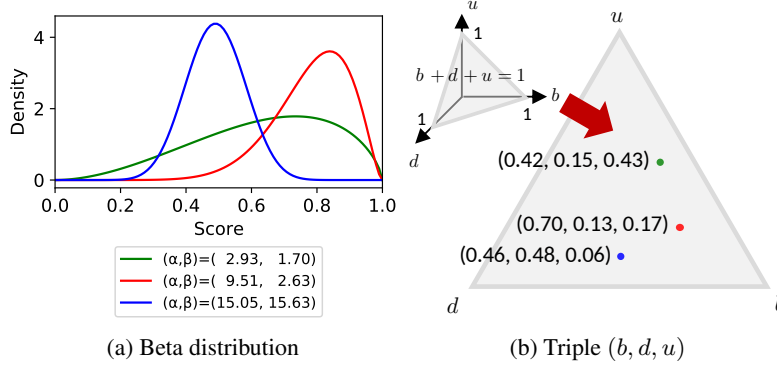 4
2
0
Density
0.0 0.2 0.4 0.6 0.8 1.0
Score
(α,β)=( 2.93, 1.70)
(α,β)=( 9.51, 2.63)
(α,β)=(15.05, 15.63)
(a) Beta distribution
u
1
b + d + u = 1
b
1
1
d
u
(0.42, 0.15, 0.43)
(0.70, 0.13, 0.17)
(0.46, 0.48, 0.06)
d
(b) Triple (b, d, u)